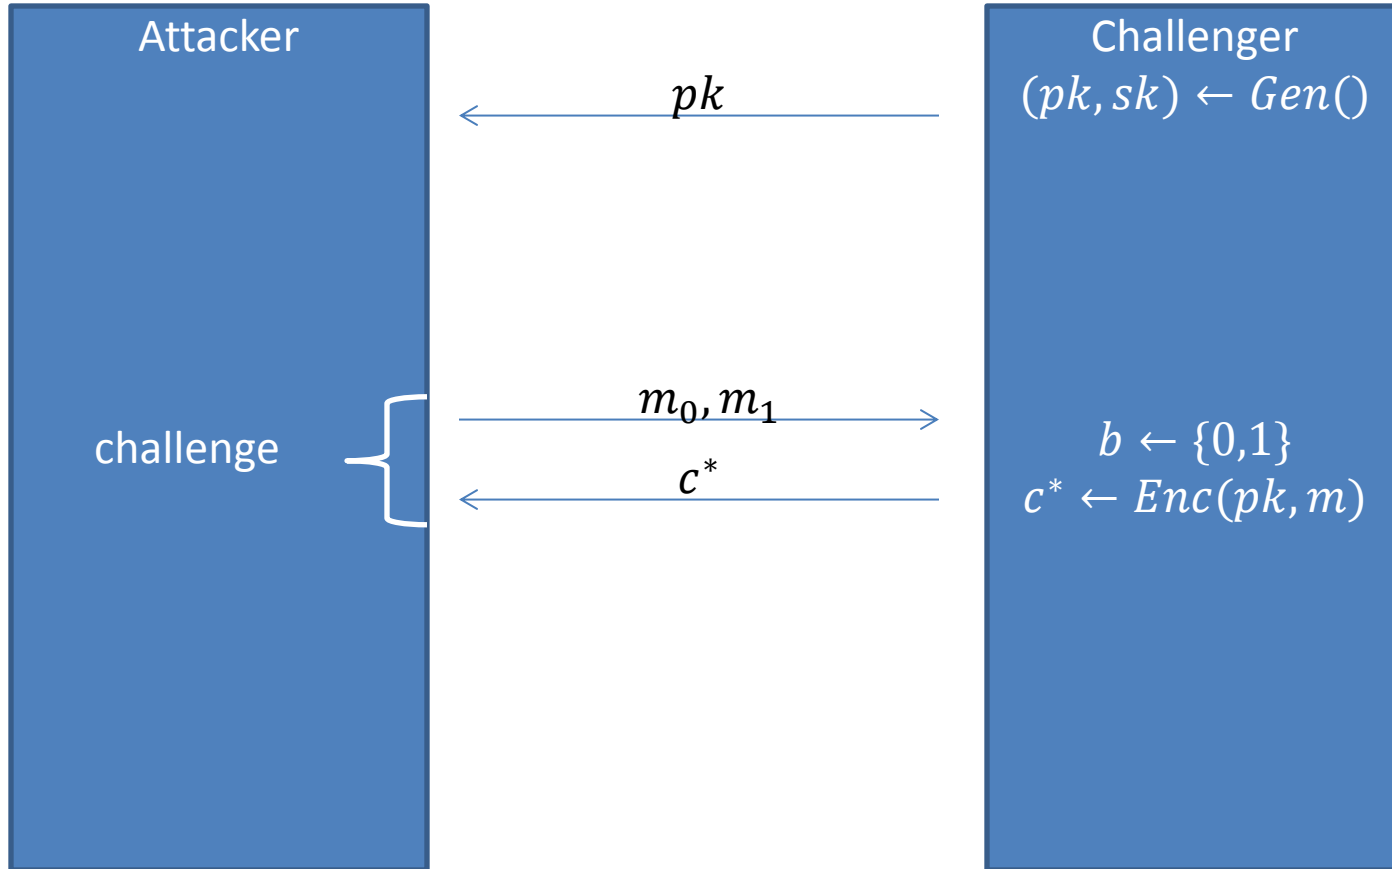 Attacker
Challenger
(pk, sk) ← Gen()
pk
m₀, m₁
challenge
b ← {0,1}
c*
c* ← Enc(pk, m)